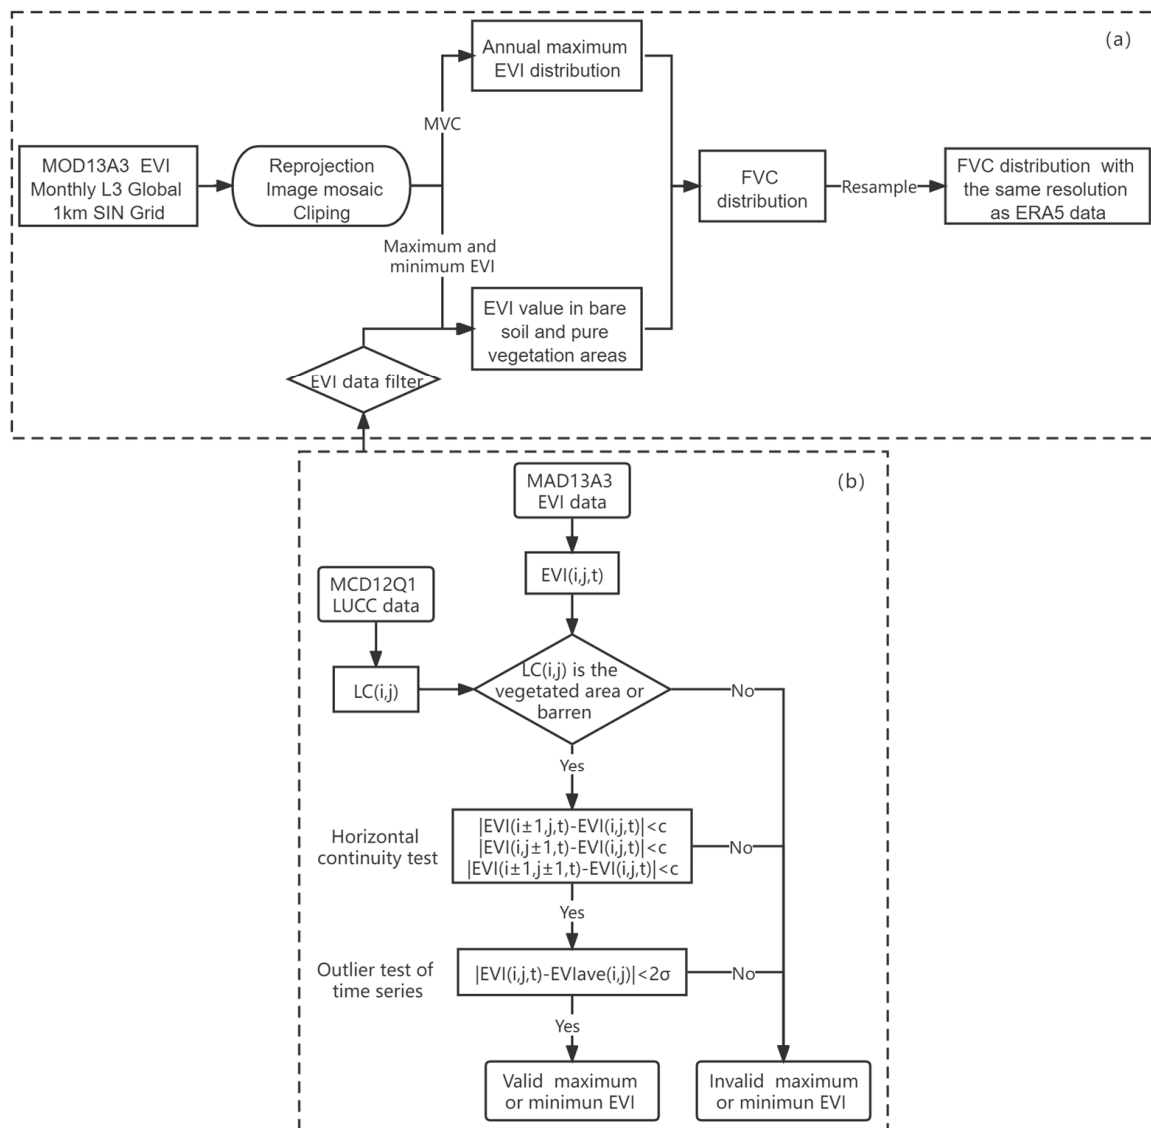 (a)
Annual maximum
EVI distribution
MVC
MOD13A3 EVI
Monthly L3 Global
1km SIN Grid
Reprojection
Image mosaic
Cliping
FVC
distribution
Resample
FVC distribution with
the same resolution
as ERA5 data
Maximum and
minimum EVI
EVI value in bare
soil and pure
vegetation areas
EVI data filter
(b)
MAD13A3
EVI data
EVI(i,j,t)
MCD12Q1
LUCC data
LC(i,j)
LC(i,j) is the
vegetated area or
barren
No
Yes
Horizontal
continuity test
|EVI(i±1,j,t)-EVI(i,j,t)|<c
|EVI(i,j±1,t)-EVI(i,j,t)|<c
|EVI(i±1,j±1,t)-EVI(i,j,t)|<c
No
Yes
Outlier test of
time series
|EVI(i,j,t)-EVIave(i,j)|<2σ
No
Yes
Valid maximum
or minimun EVI
Invalid maximum
or minimun EVI